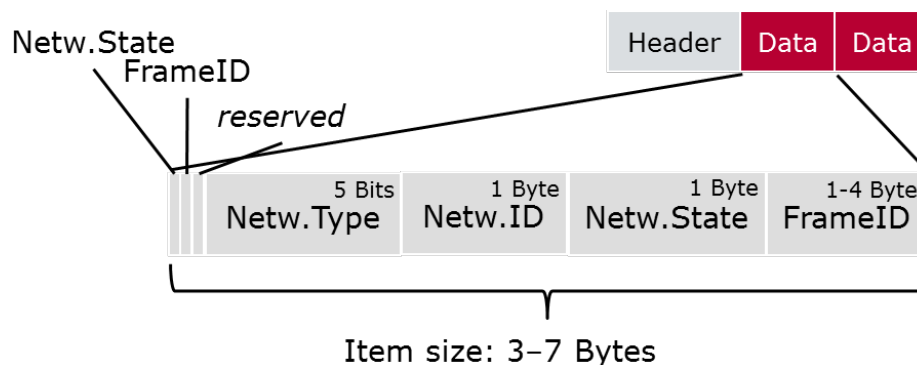 Netw.State
FrameID
reserved
Header Data Data
5 Bits 1 Byte 1 Byte 1-4 Byte
Netw.Type Netw.ID Netw.State FrameID
Item size: 3–7 Bytes